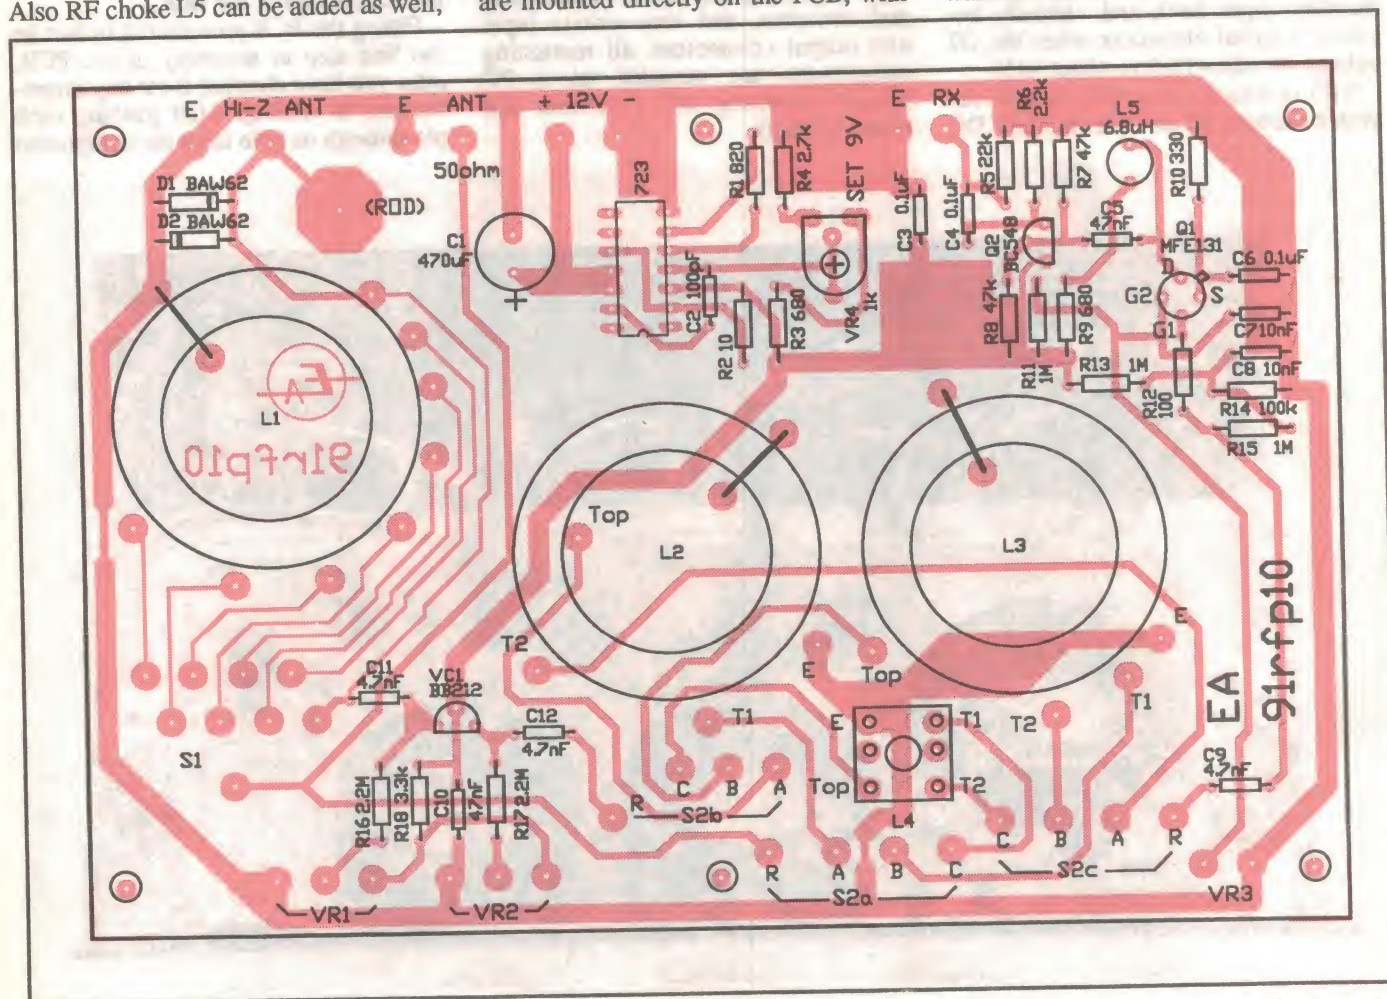 Also RF choke L5 can be added as well,
are mounted directly on the PCB, with
E HI-Z ANT
E ANT
+ 12V -
E RX
50ohm
(ROD)
D1 BAW62
D2 BAW62
C1
470uF
+
723
C2 100pF
R1 820
R4 2.7k
SET 9V
VR4
1k
R2 10
R3 680
C3 0.1uF
C4 0.1uF
Q2
BC548
R5 22k
R6
2.2k
R7 47k
L5
6.8uH
R10 330
C5
4.7nF
Q1
MFE131
D
G2
S
G1
C6 0.1uF
C7 10nF
C8 10nF
R8 47k
R11
1M
R9 680
R13 1M
R12
100
R14 100k
R15 1M
EA
L1
91rfp10
Top
L2
L3
T2
E
Top
E
T1
EA
91rfp10
C11
4.7nF
VC1
BB212
C12
4.7nF
T1
E
T1
T2
Top
T2
L4
S1
R16 2.2M
R18 3.3k
C10
47nF
R17 2.2M
R
C
B
A
S2b
C
B
A
R
S2c
C9
4.7nF
R
A
B
C
S2a
VR1
VR2
VR3